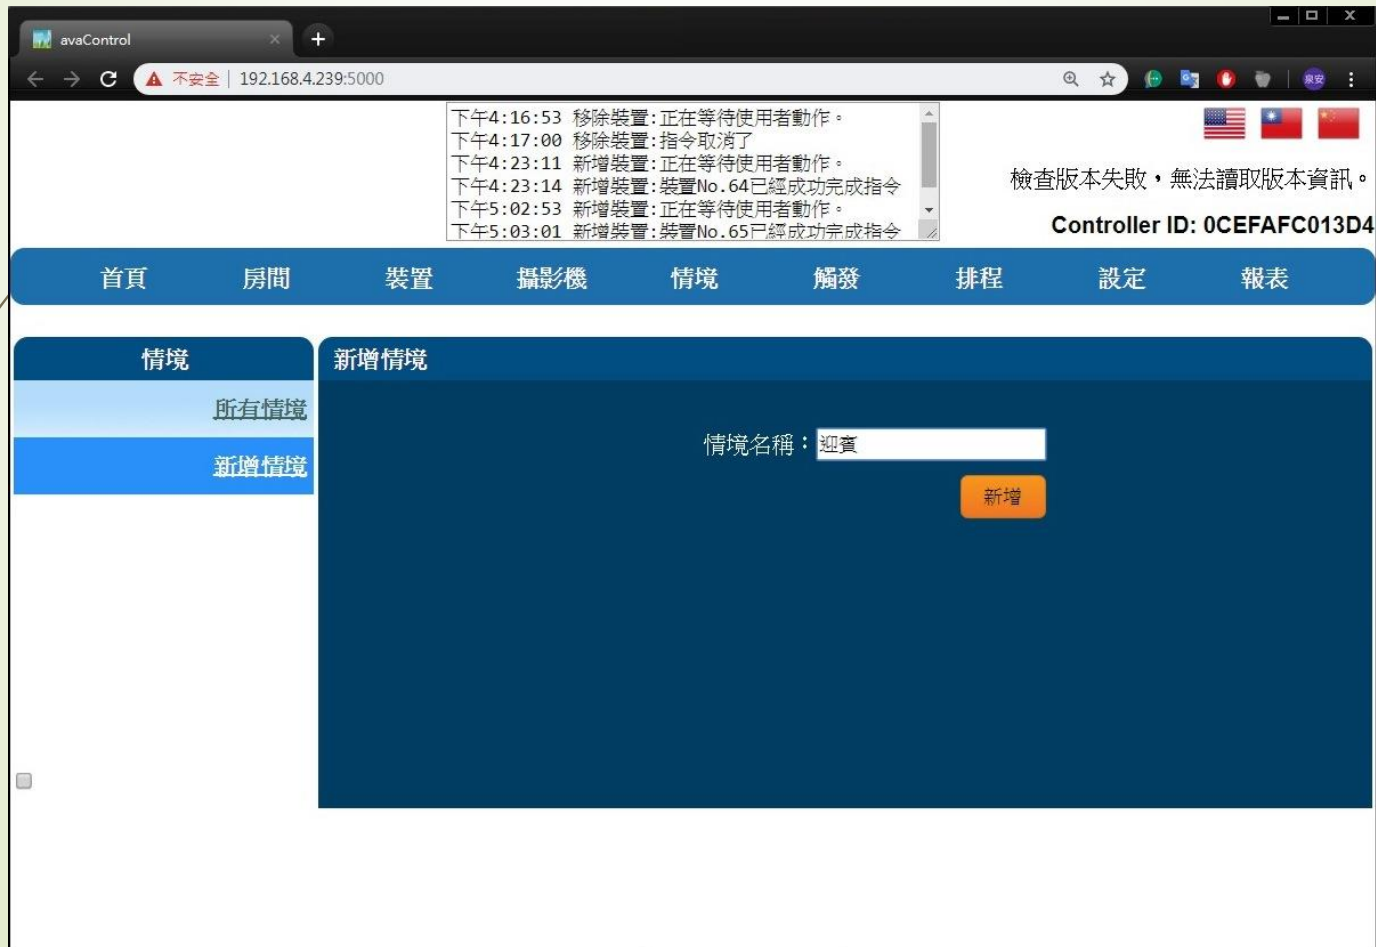 avaControl
不安全 | 192.168.4.239:5000
泉安
下午4:16:53 移除裝置:正在等待使用者動作。
下午4:17:00 移除裝置:指令取消了
下午4:23:11 新增裝置:正在等待使用者動作。
下午4:23:14 新增裝置:裝置No.64已經成功完成指令
下午5:02:53 新增裝置:正在等待使用者動作。
下午5:03:01 新增裝置:裝置No.65已經成功完成指令
檢查版本失敗，無法讀取版本資訊。
Controller ID: 0CEFAFC013D4
首頁 房間 裝置 攝影機 情境 觸發 排程 設定 報表
情境
所有情境
新增情境
新增情境
情境名稱：迎賓
新增